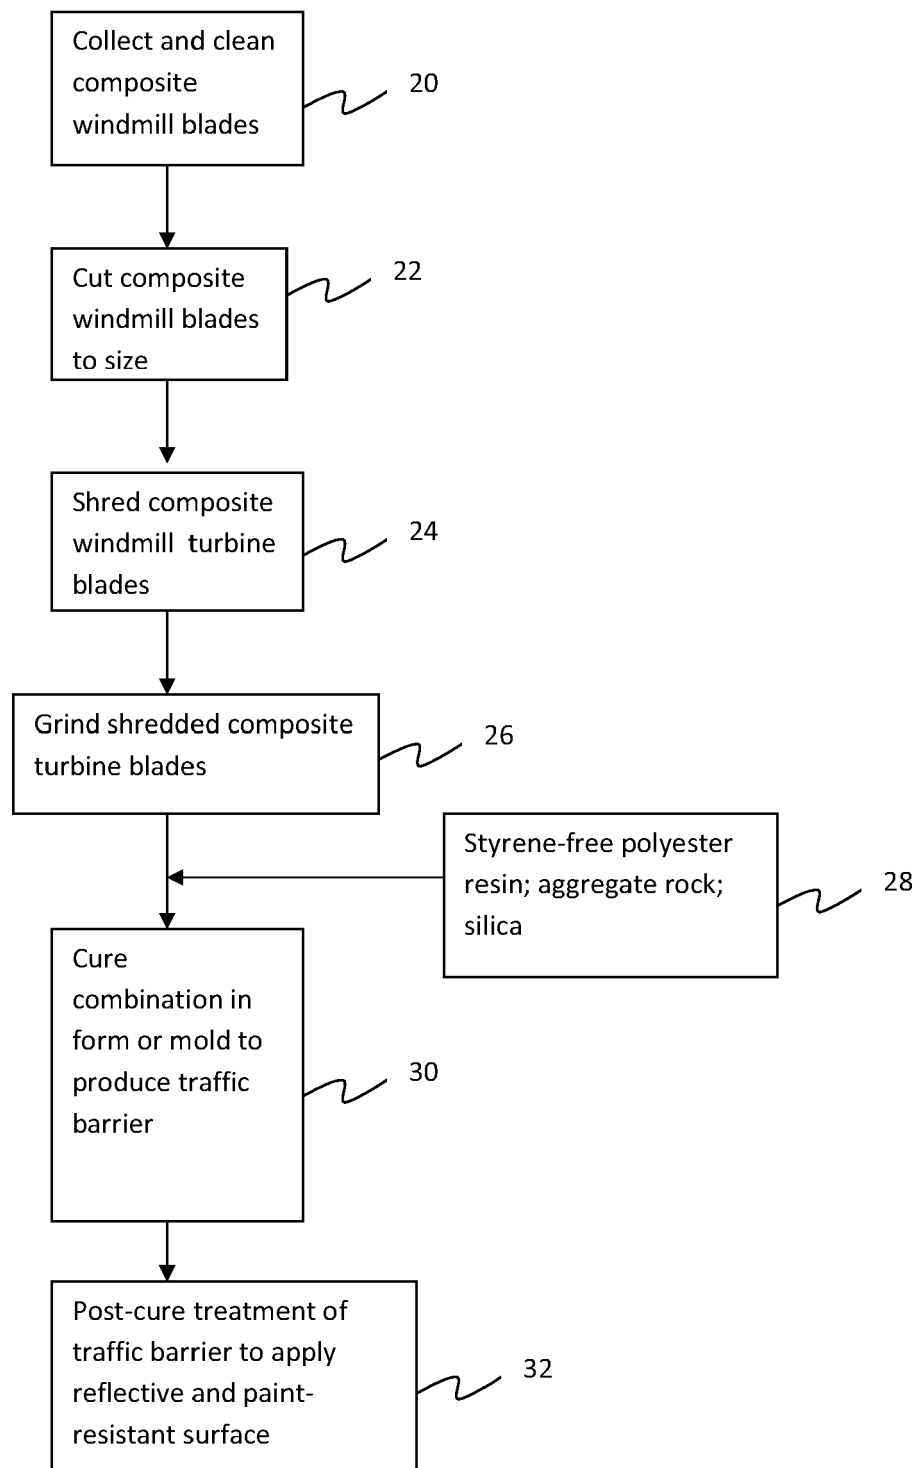 Collect and clean
composite
windmill blades
20
Cut composite
windmill blades
to size
22
Shred composite
windmill  turbine
blades
24
Grind shredded composite
turbine blades
26
Styrene-free polyester
resin; aggregate rock;
silica
28
Cure
combination in
form or mold to
produce traffic
barrier
30
Post-cure treatment of
traffic barrier to apply
reflective and paint-
resistant surface
32